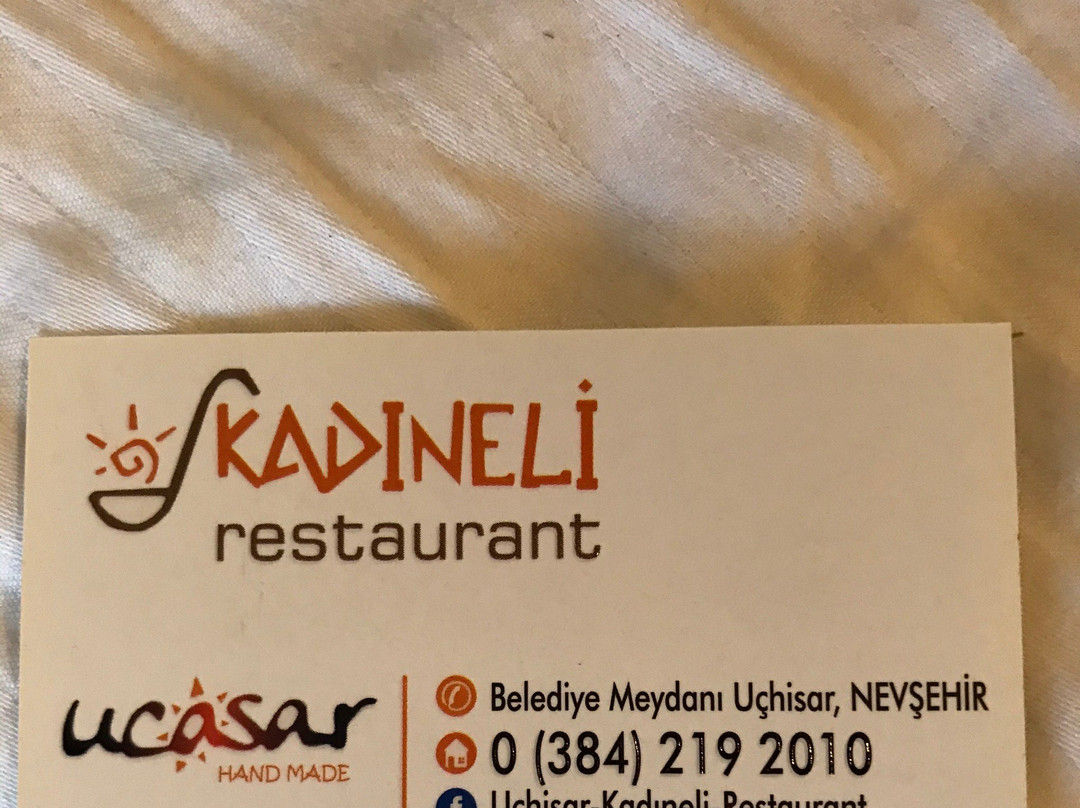 KADINELİ
restaurant
ucasar
HAND MADE
Belediye Meydanı Uçhisar, NEVŞEHİR
0 (384) 219 2010
Uchisar-Kadıneli Restaurant